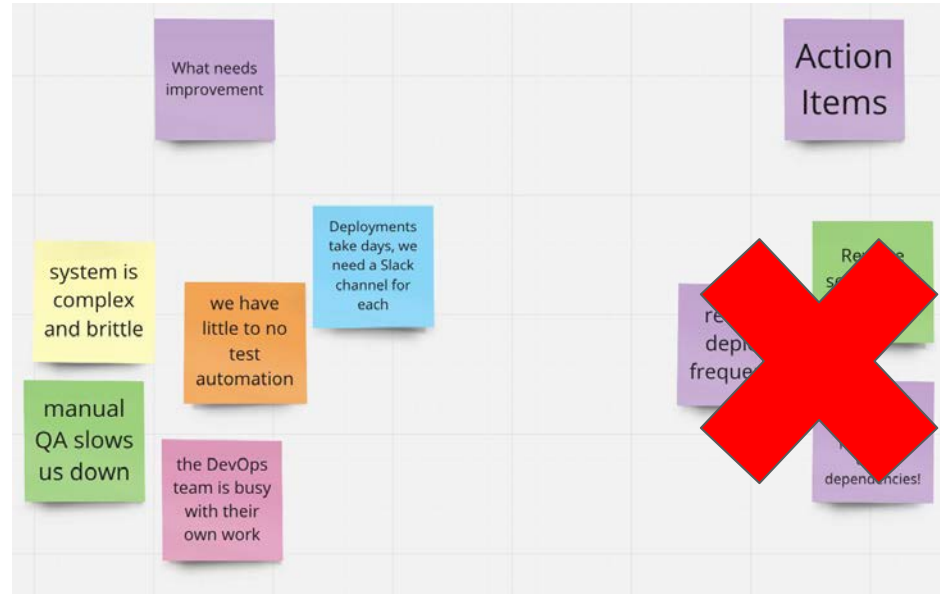 What needs
improvement
Action
Items
Deployments
take days, we
need a Slack
channel for
each
system is
complex
and brittle
we have
little to no
test
automation
manual
QA slows
us down
the DevOps
team is busy
with their
own work
dependencies!